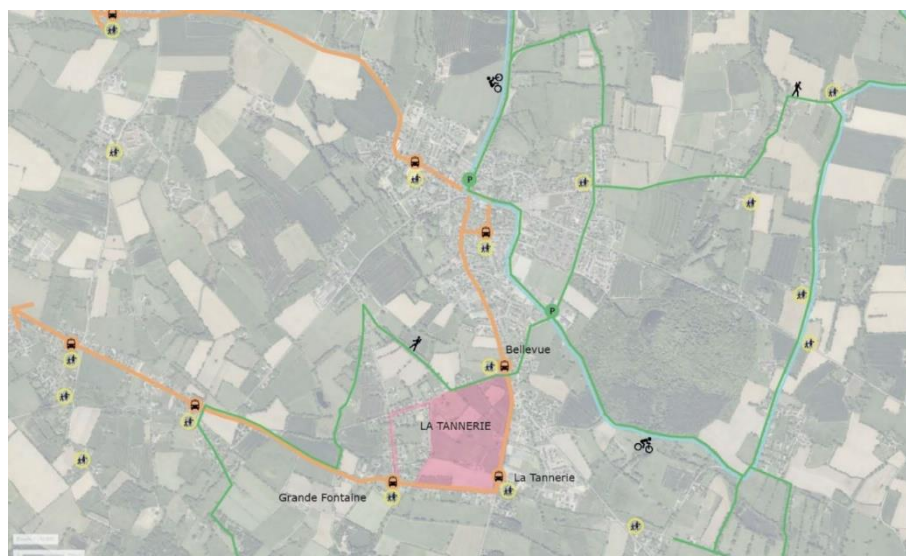 P
P
Bellevue
LA TANNERIE
La Tannerie
Grande Fontaine